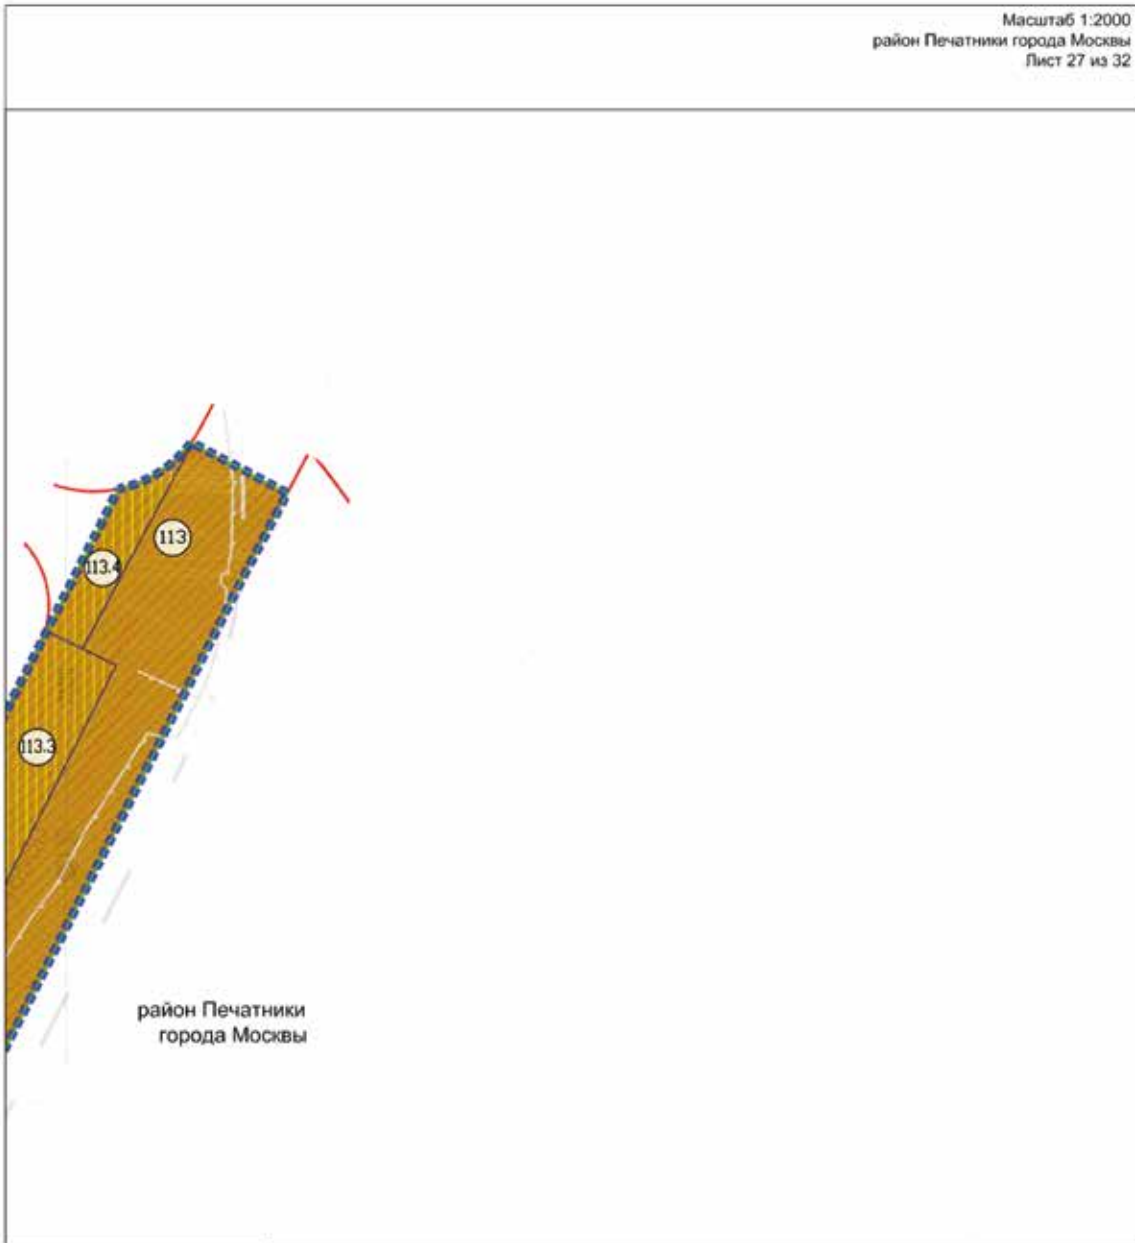 Масштаб 1:2000
район Печатники города Москвы
Лист 27 из 32
113
113.4
113.3
район Печатники
города Москвы